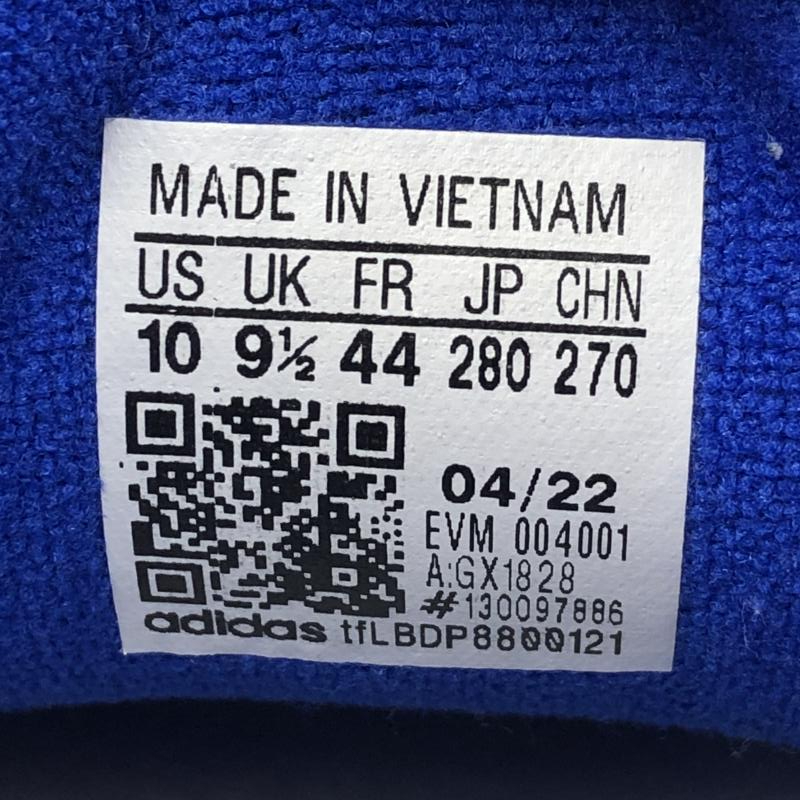 MADE IN VIETNAM
US UK FR JP CHN
10 9½ 44 280 270
04/22
EVM 004001
A:GX1828
#130097886
adidas tfLBDP8800121